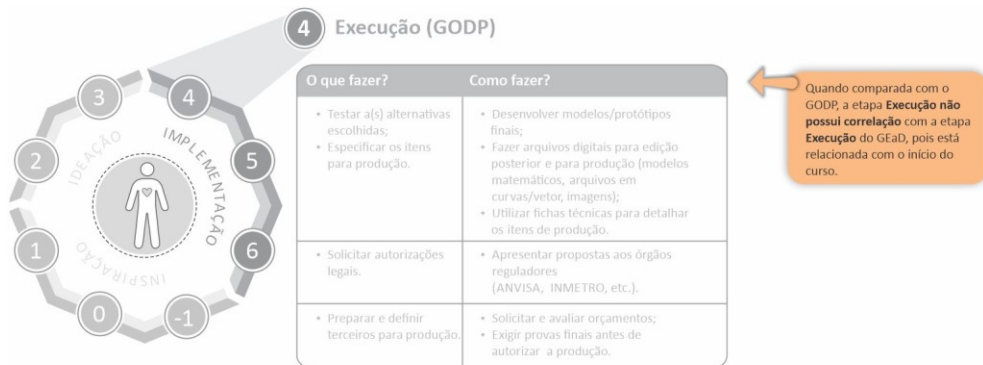 4 Execução (GODP)
O que fazer?
Como fazer?
• Testar a(s) alternativas
escolhidas;
• Especificar os itens
para produção.
• Desenvolver modelos/protótipos
finais;
• Fazer arquivos digitais para edição
posterior e para produção (modelos
matemáticos, arquivos em
curvas/vetor, imagens);
• Utilizar fichas técnicas para detalhar
os itens de produção.
• Solicitar autorizações
legais.
• Apresentar propostas aos órgãos
reguladores
(ANVISA, INMETRO, etc.).
• Preparar e definir
terceiros para produção.
• Solicitar e avaliar orçamentos;
• Exigir provas finais antes de
autorizar a produção.
Quando comparada com o
GODP, a etapa Execução não
possui correlação com a etapa
Execução do GEaD, pois está
relacionada com o início do
curso.
3
4
2
5
1
6
0
-1
IDEAÇÃO
IMPLEMENTAÇÃO
INSPIRAÇÃO